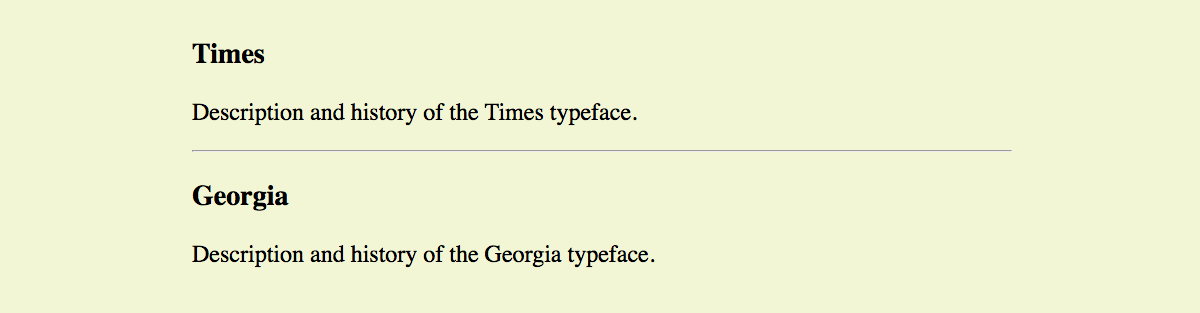 Times
Description and history of the Times typeface.
Georgia
Description and history of the Georgia typeface.